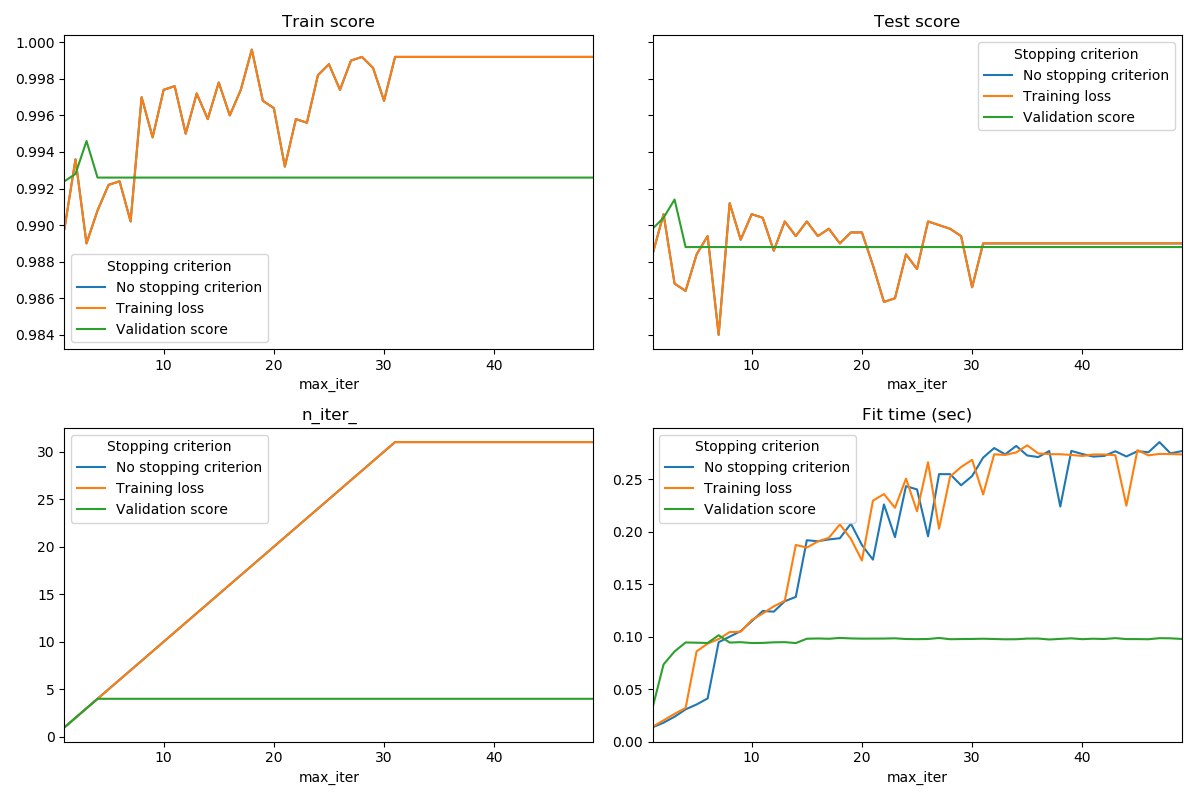 Train score
1.000
0.998
0.996
0.994
0.992
0.990
0.988
0.986
0.984
Stopping criterion
No stopping criterion
Training loss
Validation score
10
20
30
40
max_iter
Test score
Stopping criterion
No stopping criterion
Training loss
Validation score
10
20
30
40
max_iter
n_iter_
30
25
20
15
10
5
0
Stopping criterion
No stopping criterion
Training loss
Validation score
10
20
30
40
max_iter
Fit time (sec)
0.25
0.20
0.15
0.10
0.05
0.00
Stopping criterion
No stopping criterion
Training loss
Validation score
10
20
30
40
max_iter